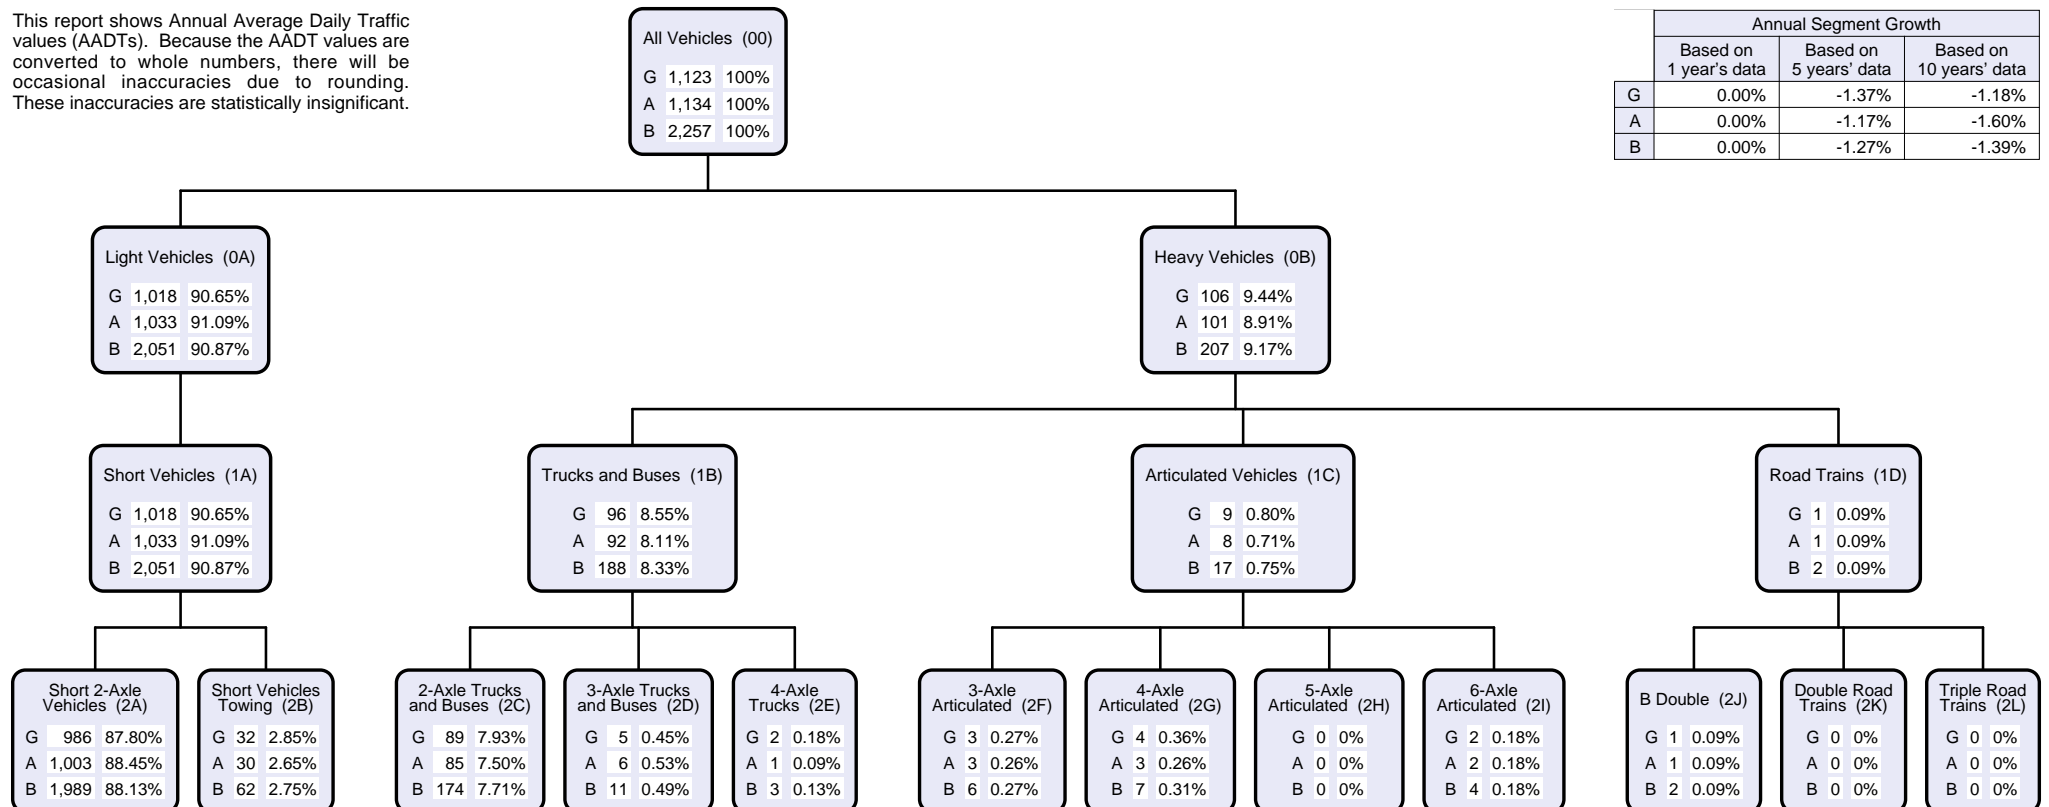 This report shows Annual Average Daily Traffic
values (AADTs). Because the AADT values are
converted to whole numbers, there will be
occasional inaccuracies due to rounding.
These inaccuracies are statistically insignificant.
All Vehicles (00)
G 1,123 100%
A 1,134 100%
B 2,257 100%
Annual Segment Growth
Based on 1 year's data Based on 5 years' data Based on 10 years' data
G 0.00% -1.37% -1.18%
A 0.00% -1.17% -1.60%
B 0.00% -1.27% -1.39%
Light Vehicles (0A)
G 1,018 90.65%
A 1,033 91.09%
B 2,051 90.87%
Heavy Vehicles (0B)
G 106 9.44%
A 101 8.91%
B 207 9.17%
Short Vehicles (1A)
G 1,018 90.65%
A 1,033 91.09%
B 2,051 90.87%
Trucks and Buses (1B)
G 96 8.55%
A 92 8.11%
B 188 8.33%
Articulated Vehicles (1C)
G 9 0.80%
A 8 0.71%
B 17 0.75%
Road Trains (1D)
G 1 0.09%
A 1 0.09%
B 2 0.09%
Short 2-Axle
Vehicles (2A)
G 986 87.80%
A 1,003 88.45%
B 1,989 88.13%
Short Vehicles
Towing (2B)
G 32 2.85%
A 30 2.65%
B 62 2.75%
2-Axle Trucks
and Buses (2C)
G 89 7.93%
A 85 7.50%
B 174 7.71%
3-Axle Trucks
and Buses (2D)
G 5 0.45%
A 6 0.53%
B 11 0.49%
4-Axle
Trucks (2E)
G 2 0.18%
A 1 0.09%
B 3 0.13%
3-Axle
Articulated (2F)
G 3 0.27%
A 3 0.26%
B 6 0.27%
4-Axle
Articulated (2G)
G 4 0.36%
A 3 0.26%
B 7 0.31%
5-Axle
Articulated (2H)
G 0 0%
A 0 0%
B 0 0%
6-Axle
Articulated (2I)
G 2 0.18%
A 2 0.18%
B 4 0.18%
B Double (2J)
G 1 0.09%
A 1 0.09%
B 2 0.09%
Double Road
Trains (2K)
G 0 0%
A 0 0%
B 0 0%
Triple Road
Trains (2L)
G 0 0%
A 0 0%
B 0 0%